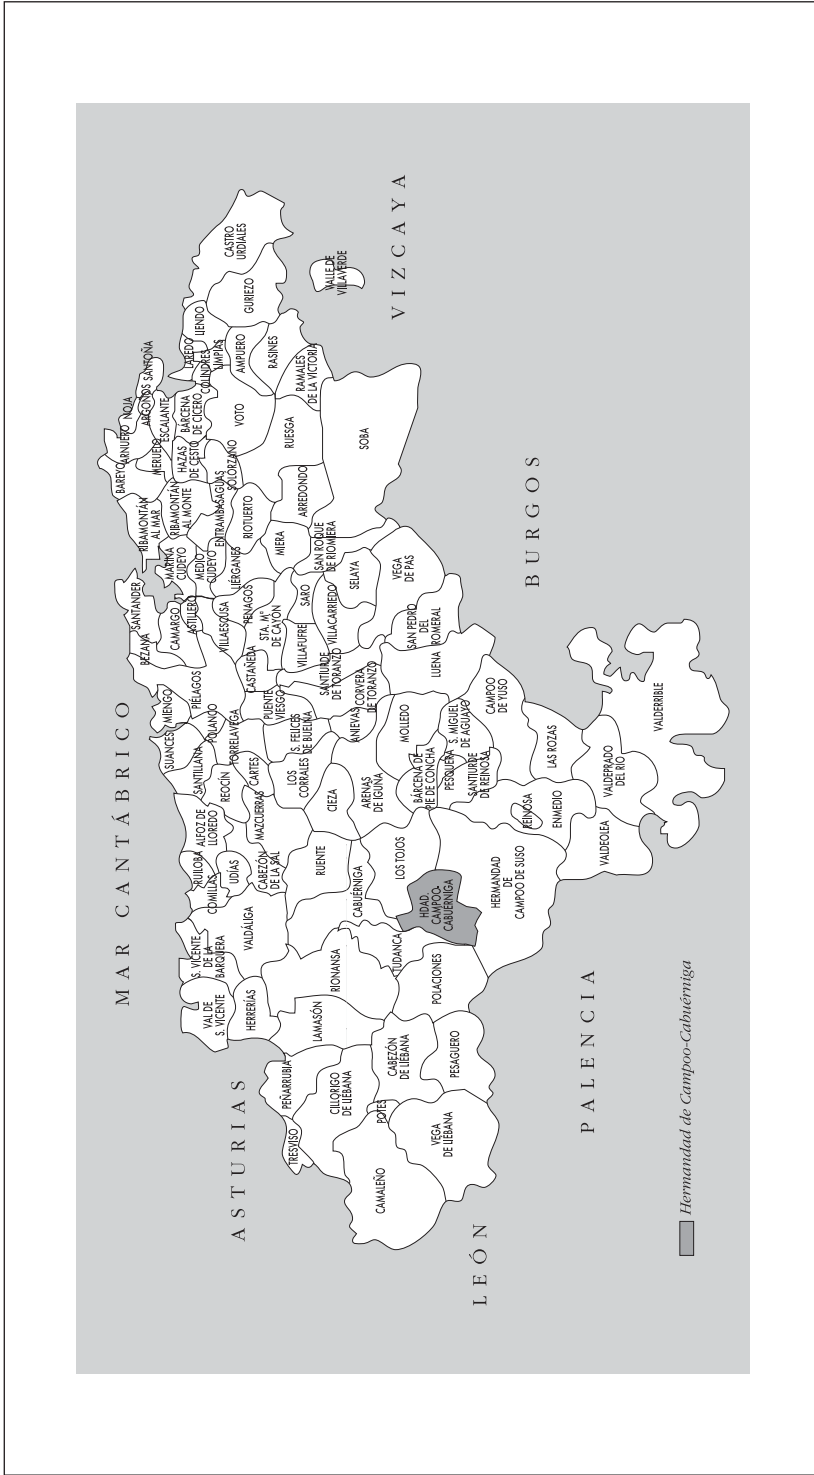 MAR CANTÁBRICO
ASTURIAS
LEÓN
PALENCIA
BURGOS
VIZCAYA
VAL DE
S. VICENTE
S. VICENTE
DE LA
BARQUERA
HERRERÍAS
VALDÁLIGA
COMILLAS
RUILOBA
UDÍAS
ALFOZ DE
LLOREDO
CABEZÓN
DE LA SAL
SANTILLANA
SUANCES
REOCÍN
MAZCUERRAS
CARTES
TORRELAVEGA
POLANCO
MIENGO
PIÉLAGOS
BEZANA
SANTANDER
CAMARGO
ASTILLERO
VILLAESCUSA
CASTAÑEDA
PENAGOS
STA. Mª
DE CAYÓN
PUENTE
VIESGO
S. FELICES
DE BUELNA
LOS
CORRALES
MARINA
CUDEYO
MEDIO
CUDEYO
LIÉRGANES
RIBAMONTÁN
AL MAR
RIBAMONTÁN
AL MONTE
ENTRAMBASAGUAS
BAREYO
ARNUERO
NOJA
MERUELO
ARGOÑOS
SANTOÑA
ESCALANTE
HAZAS
DE CESTO
BÁRCENA
DE CICERO
SOLÓRZANO
RIOTUERTO
VOTO
COLINDRES
LAREDO
LIMPIAS
LIENDO
AMPUERO
GURIEZO
CASTRO
URDIALES
RASINES
RAMALES
DE LA VICTORIA
VALLE DE
VILLAVERDE
RUESGA
ARREDONDO
MIERA
SOBA
SAN ROQUE
DE RIOMIERA
SARO
VILLAFUFRE
VILLACARRIEDO
SELAYA
VEGA
DE PAS
SANTIURDE
DE TORANZO
CORVERA
DE TORANZO
SAN PEDRO
DEL
ROMERAL
LUENA
ANIEVAS
CIEZA
ARENAS
DE IGUÑA
MOLLEDO
BÁRCENA DE
PIE DE CONCHA
PESQUERA
S. MIGUEL
DE AGUAYO
SANTIURDE
DE REINOSA
CAMPOO
DE YUSO
LAS ROZAS
REINOSA
ENMEDIO
VALDEPRADO
DEL RÍO
VALDEOLEA
VALDERRIBLE
HERMANDAD
DE
CAMPOO DE SUSO
HDAD.
CAMPOO-
CABUÉRNIGA
LOS TOJOS
CABUÉRNIGA
RUENTE
TUDANCA
RIONANSA
POLACIONES
LAMASÓN
PEÑARRUBIA
TRESVISO
CILLORIGO
DE LIEBANA
CABEZÓN
DE LIEBANA
PESAGUERO
POTES
VEGA
DE LIEBANA
CAMALEÑO
Hermandad de Campoo-Cabuérniga